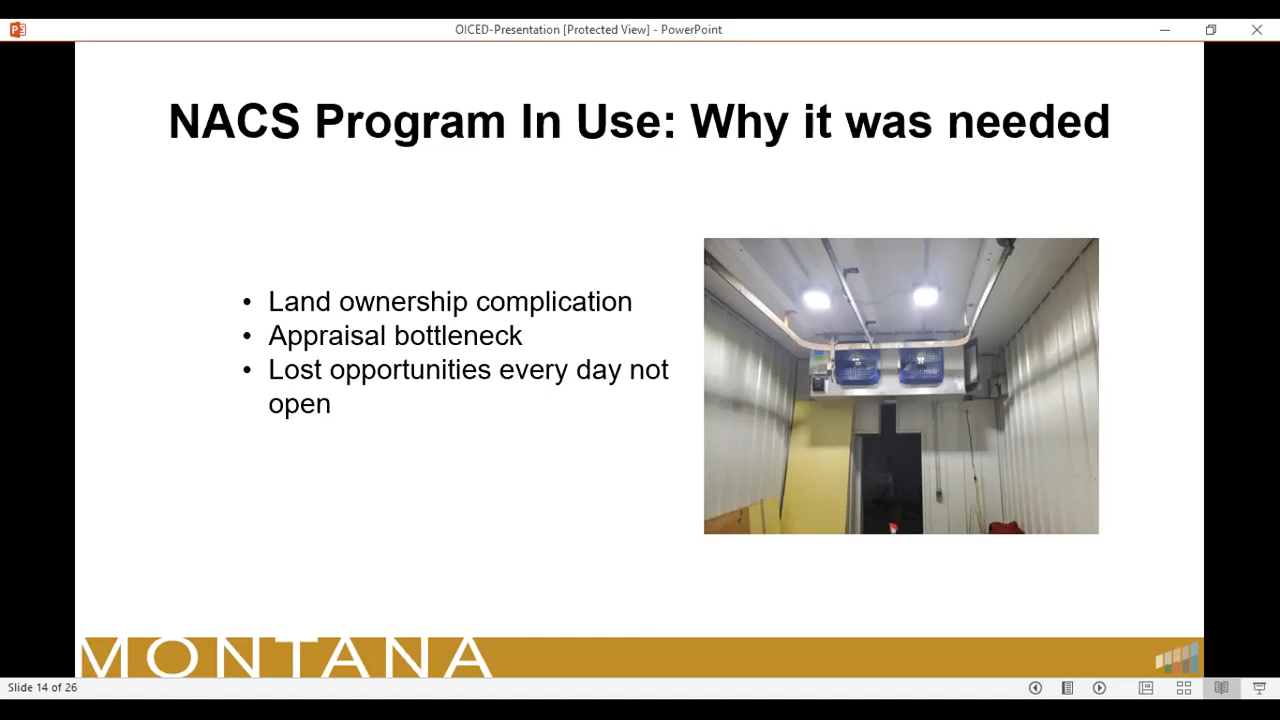 OICED-Presentation [Protected View] - PowerPoint
NACS Program In Use: Why it was needed
• Land ownership complication
• Appraisal bottleneck
• Lost opportunities every day not
open
MONTANA
Slide 14 of 26